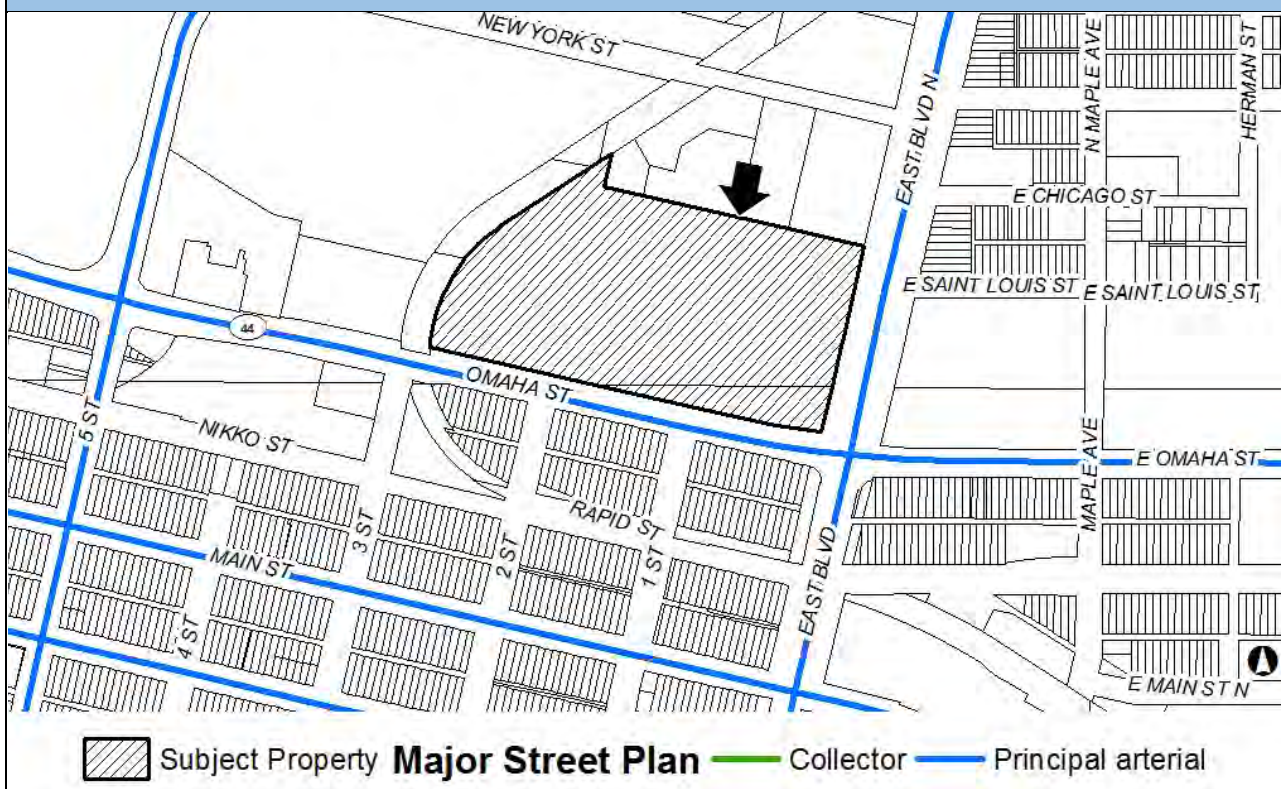 NEW YORK ST
EAST BLVD N
N MAPLE AVE
HERMAN ST
E CHICAGO ST
E SAINT LOUIS ST
E SAINT LOUIS ST
44
OMAHA ST
5 ST
NIKKO ST
E OMAHA ST
MAPLE AVE
RAPID ST
3 ST
2 ST
1 ST
MAIN ST
EAST BLVD
4 ST
E MAIN ST N
Subject Property Major Street Plan Collector Principal arterial